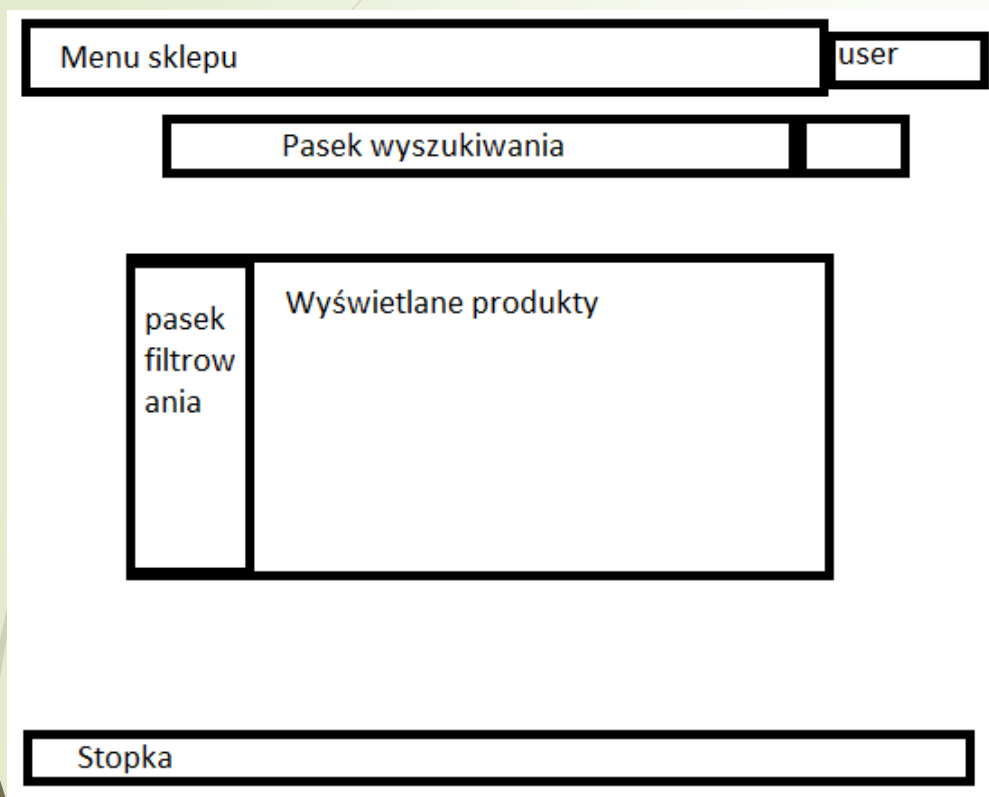 Menu sklepu
user
Pasek wyszukiwania
pasek
filtrow
ania
Wyświetlane produkty
Stopka